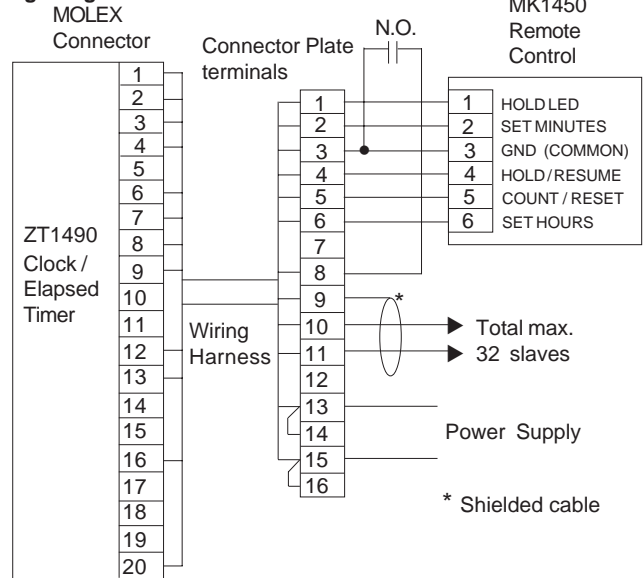 MOLEX
Connector
Connector Plate
terminals
N.O.
MK1450
Remote
Control
1
2
3
4
5
6
7
8
9
10
11
12
13
14
15
16
17
18
19
20
ZT1490
Clock /
Elapsed
Timer
Wiring
Harness
1
2
3
4
5
6
7
8
9
10
11
12
13
14
15
16
1 HOLD LED
2 SET MINUTES
3 GND (COMMON)
4 HOLD / RESUME
5 COUNT / RESET
6 SET HOURS
*
Total max.
32 slaves
Power Supply
* Shielded cable